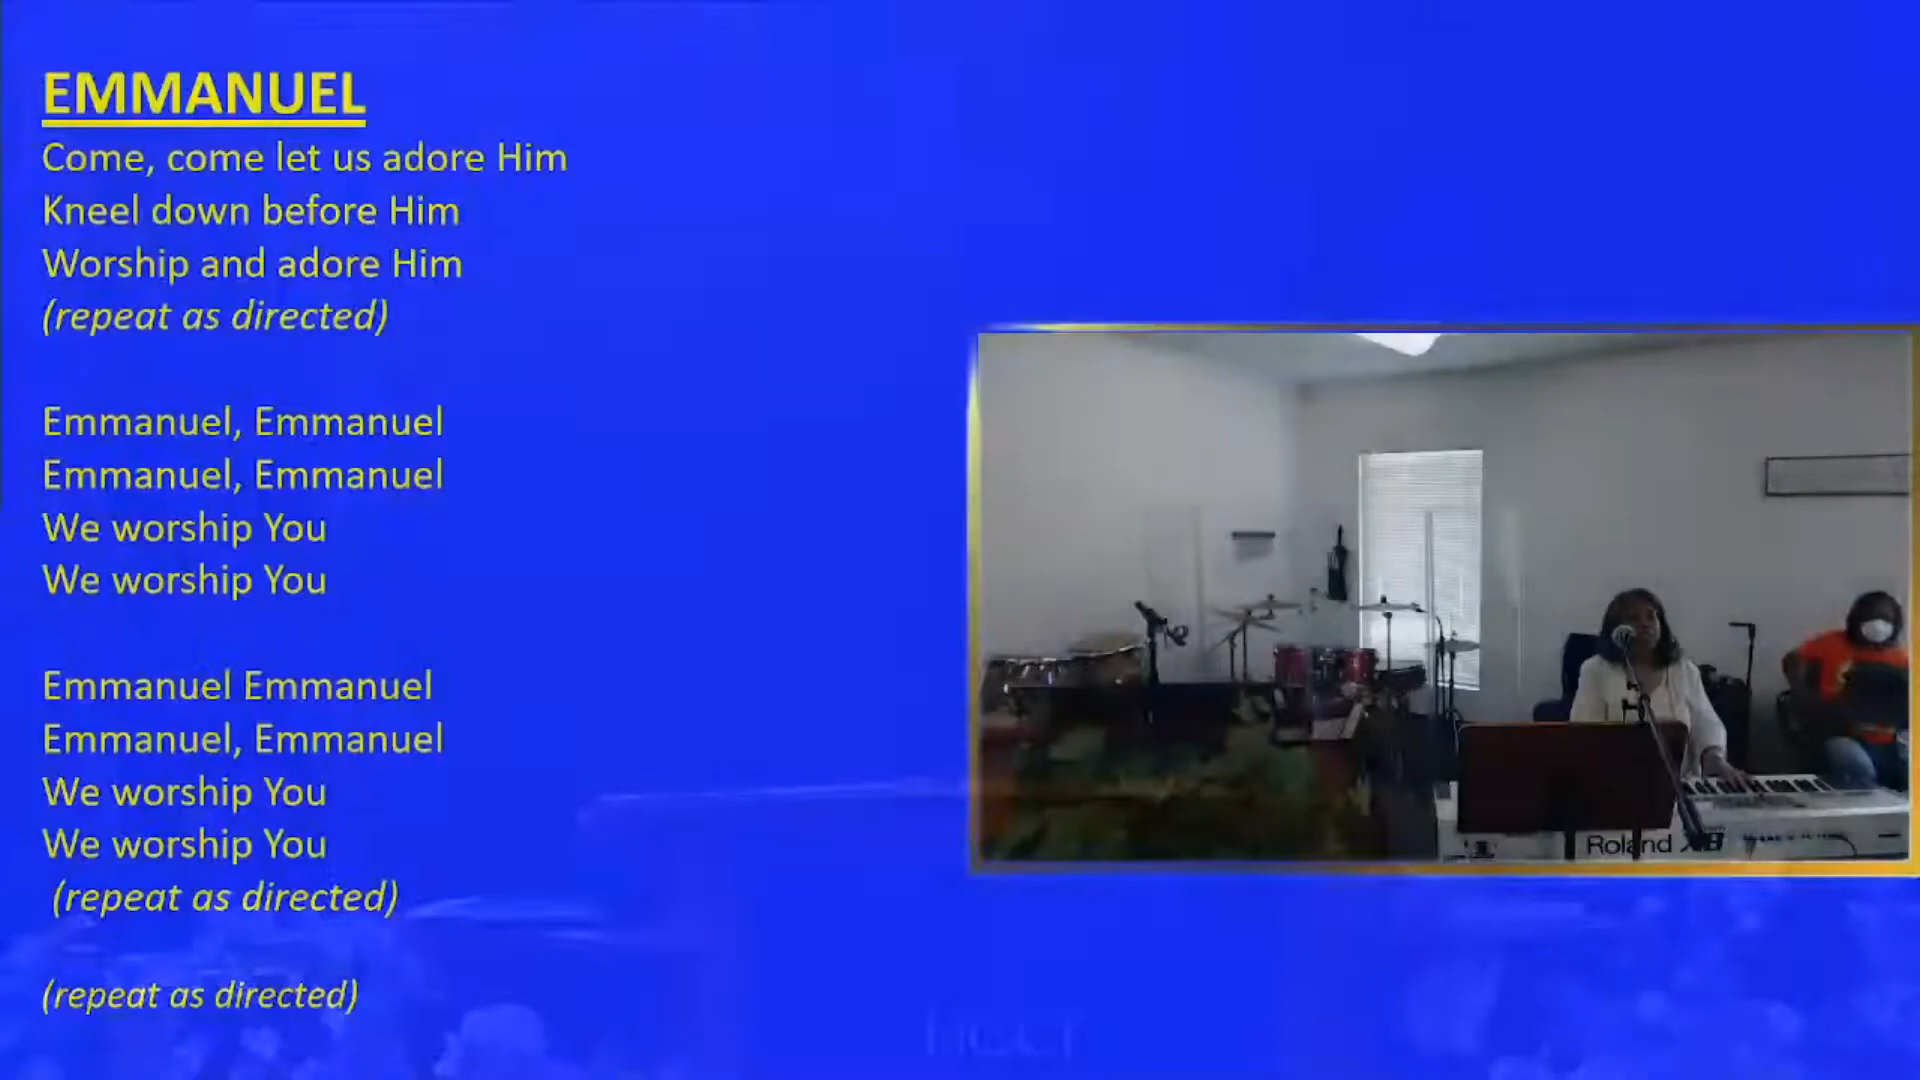 EMMANUEL
Come, come let us adore Him
Kneel down before Him
Worship and adore Him
(repeat as directed)
Emmanuel, Emmanuel
Emmanuel, Emmanuel
We worship You
We worship You
Emmanuel Emmanuel
Emmanuel, Emmanuel
We worship You
We worship You
(repeat as directed)
(repeat as directed)
Roland